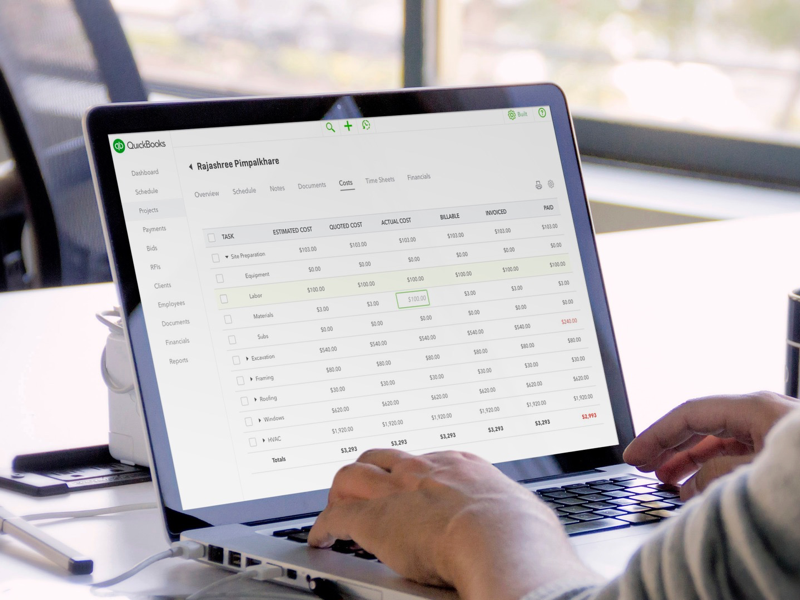 QuickBooks
Built
Dashboard
Schedule
Projects
Payments
Bids
RFIs
Clients
Employees
Documents
Financials
Reports
Rajashree Pimpalkhare
Overview Schedule Notes Documents Costs Time Sheets Financials
TASK ESTIMATED COST QUOTED COST ACTUAL COST BILLABLE INVOICED PAID
Site Preparation $103.00 $103.00 $103.00 $103.00 $103.00 $103.00
Equipment $0.00 $0.00 $0.00 $0.00 $0.00 $0.00
Labor $100.00 $100.00 $100.00 $100.00 $100.00 $100.00
Materials $3.00 $3.00 $100.00 $3.00 $3.00 $3.00
Subs $0.00 $0.00 $0.00 $0.00 $0.00 $0.00
Excavation $540.00 $540.00 $540.00 $540.00 $540.00 $240.00
Framing $80.00 $80.00 $80.00 $80.00 $80.00 $80.00
Roofing $30.00 $30.00 $30.00 $30.00 $30.00 $30.00
Windows $620.00 $620.00 $620.00 $620.00 $620.00 $620.00
HVAC $1,920.00 $1,920.00 $1,920.00 $1,920.00 $1,920.00 $1,920.00
Totals $3,293 $3,293 $3,293 $3,293 $3,293 $2,993